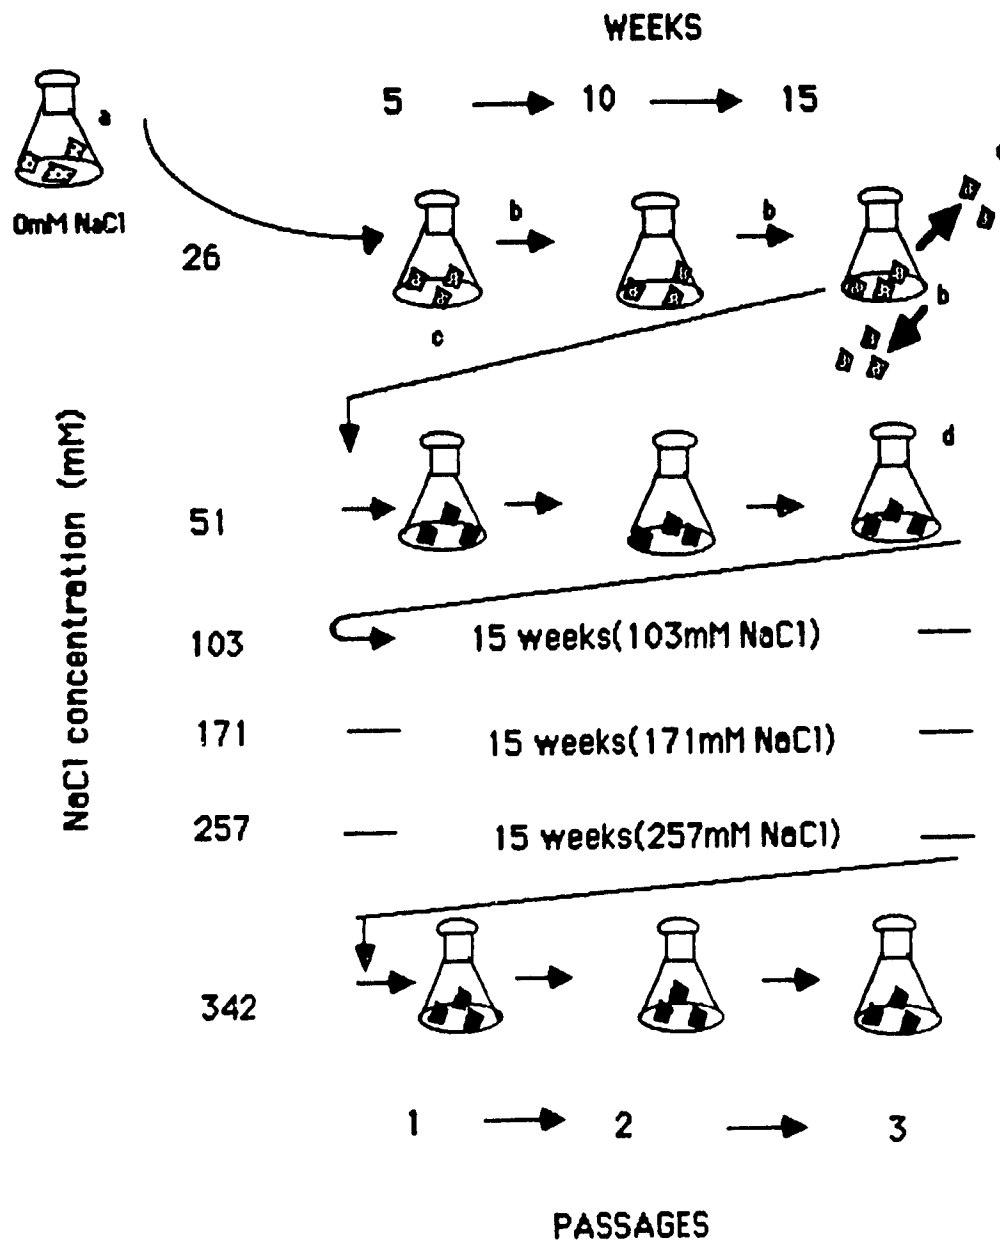 WEEKS
5 10 15
a
0mM NaCl
26
b
b
b
c
d
51
NaCl concentration (mM)
103
15 weeks(103mM NaCl)
171
15 weeks(171mM NaCl)
257
15 weeks(257mM NaCl)
342
1 2 3
PASSAGES